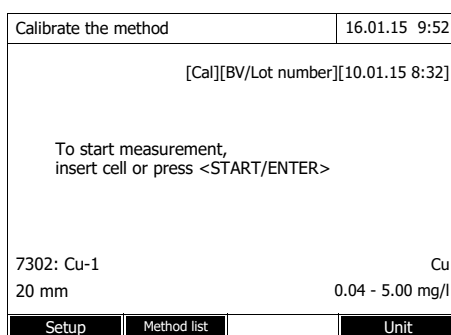 Calibrate the method 16.01.15 9:52
[Cal][BV/Lot number][10.01.15 8:32]
To start measurement,
insert cell or press <START/ENTER>
7302: Cu-1 Cu
20 mm 0.04 - 5.00 mg/l
Setup Method list Unit